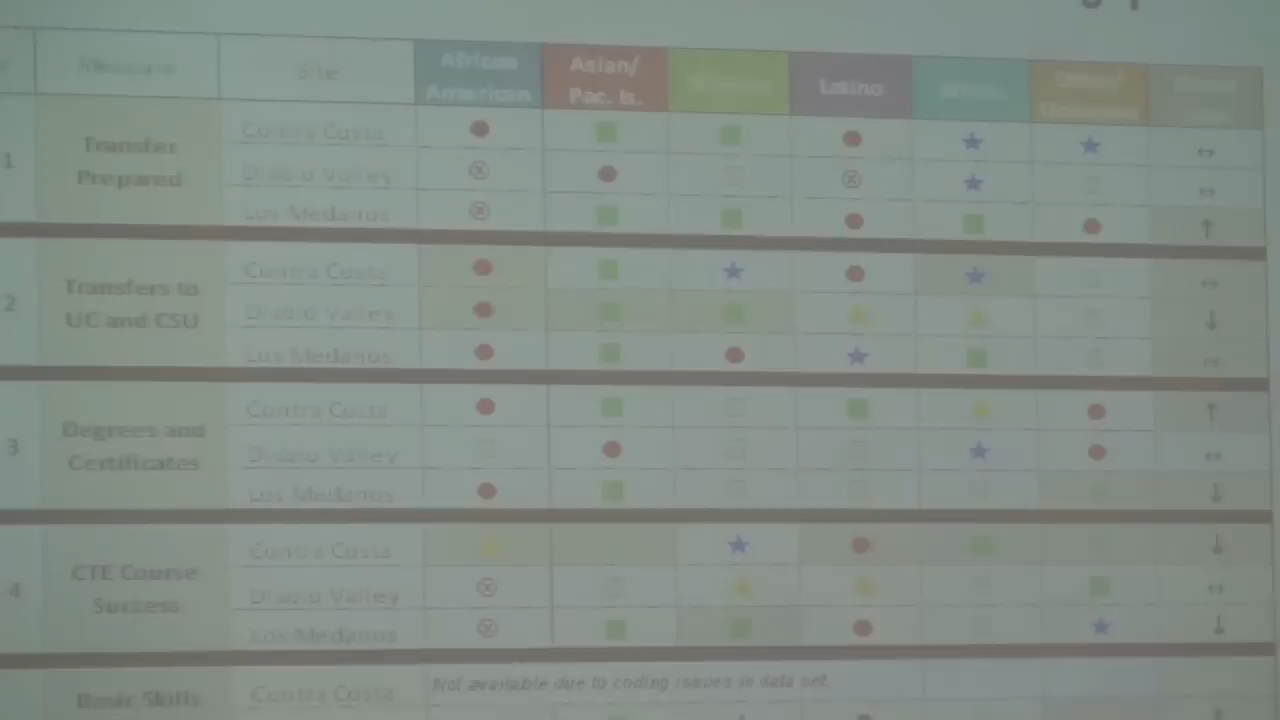 Measure Site African American Asian/ Pac. Is. Latino
1 Transfer Prepared Contra Costa
Diablo Valley
Los Medanos
2 Transfers to UC and CSU Contra Costa
Diablo Valley
Los Medanos
3 Degrees and Certificates Contra Costa
Diablo Valley
Los Medanos
4 CTE Course Success Contra Costa
Diablo Valley
Los Medanos
Basic Skills Contra Costa Not available due to coding issues in data set.